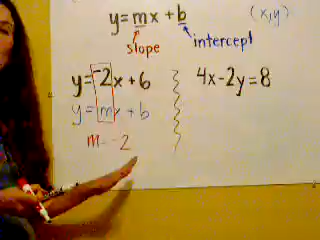 y=mx+b
(x,y)
slope
intercept
y=-2x+6
4x-2y=8
y=mx+b
m=-2